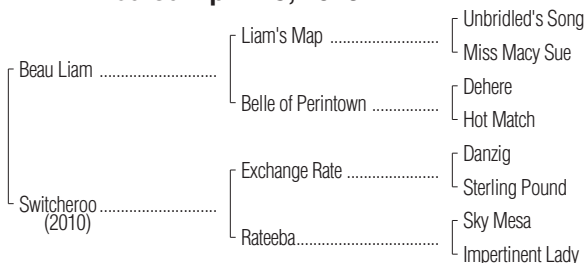 Unbridled's Song
Liam's Map
Miss Macy Sue
Beau Liam
Dehere
Belle of Perintown
Hot Match
Danzig
Exchange Rate
Sterling Pound
Switcheroo
(2010)
Sky Mesa
Rateeba
Impertinent Lady